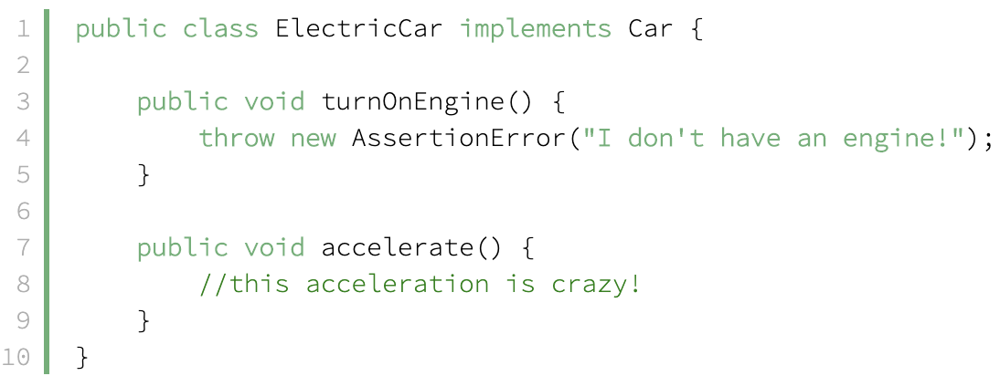 1 public class ElectricCar implements Car {
2
3     public void turnOnEngine() {
4         throw new AssertionError("I don't have an engine!");
5     }
6
7     public void accelerate() {
8         //this acceleration is crazy!
9     }
10 }